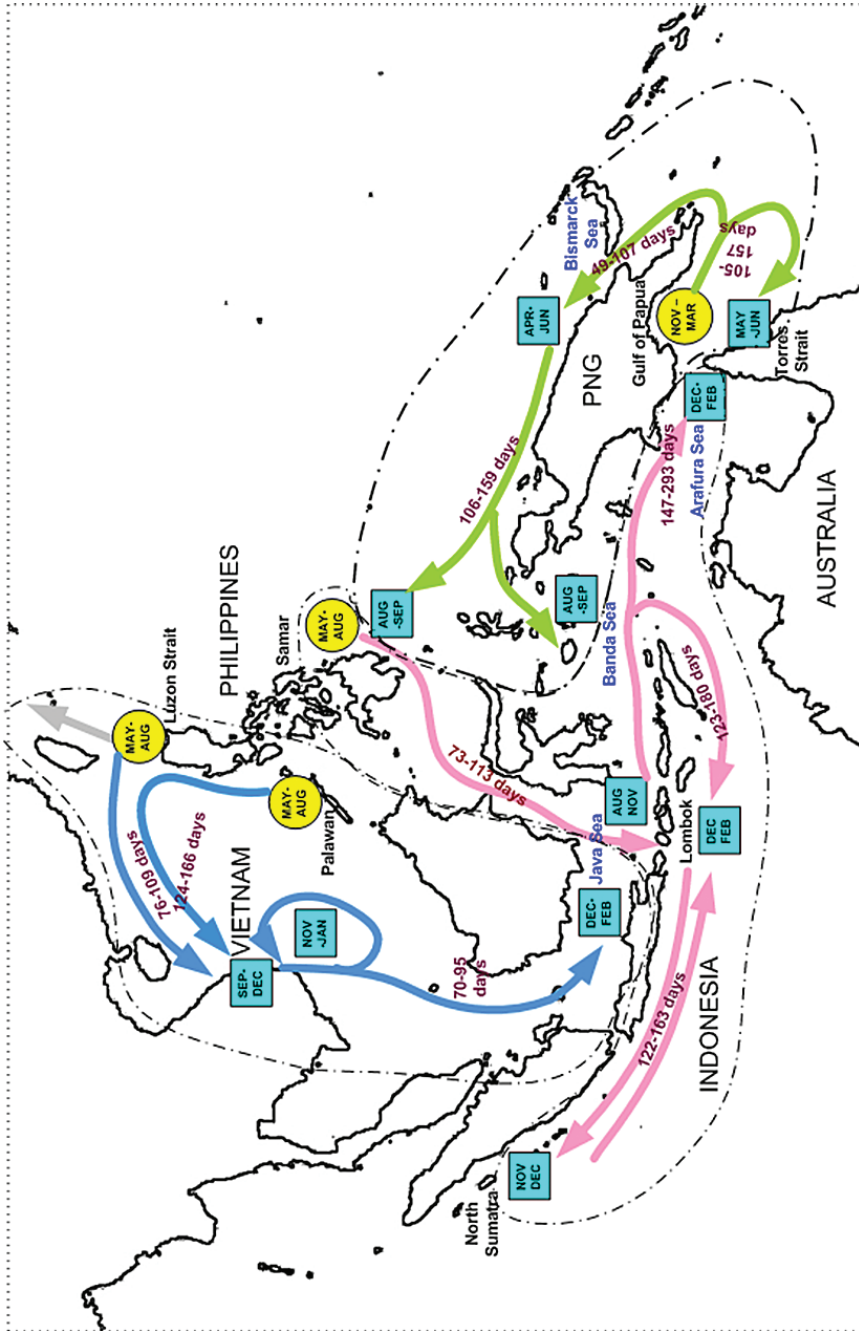 MAY-
AUG
Luzon Strait
PHILIPPINES
76-109 days
124-166 days
MAY-
AUG
Palawan
Samar
MAY-
AUG
VIETNAM
SEP-
DEC
NOV
-JAN
70-95
days
DEC-
FEB
Java Sea
73-113 days
AUG
-SEP
106-159 days
AUG
-SEP
APR-
JUN
Bismarck
Sea
49-107 days
PNG
Gulf of Papua
NOV –
MAR
105-
157
days
MAY
-JUN
Torres
Strait
DEC-
FEB
147-293 days
Arafura Sea
Banda Sea
AUG
NOV
123-180 days
Lombok
DEC
FEB
122-163 days
NOV
DEC
North
Sumatra
INDONESIA
AUSTRALIA